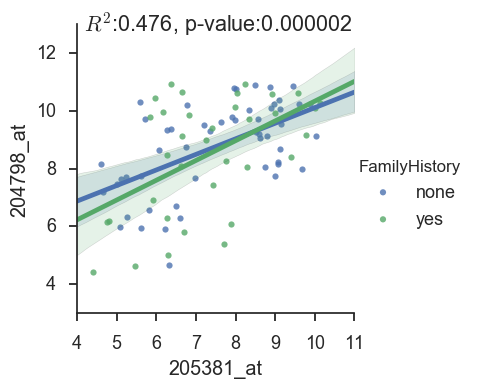 R²:0.476, p-value:0.000002
12
10
8
6
4
204798_at
4 5 6 7 8 9 10 11
205381_at
FamilyHistory
none
yes